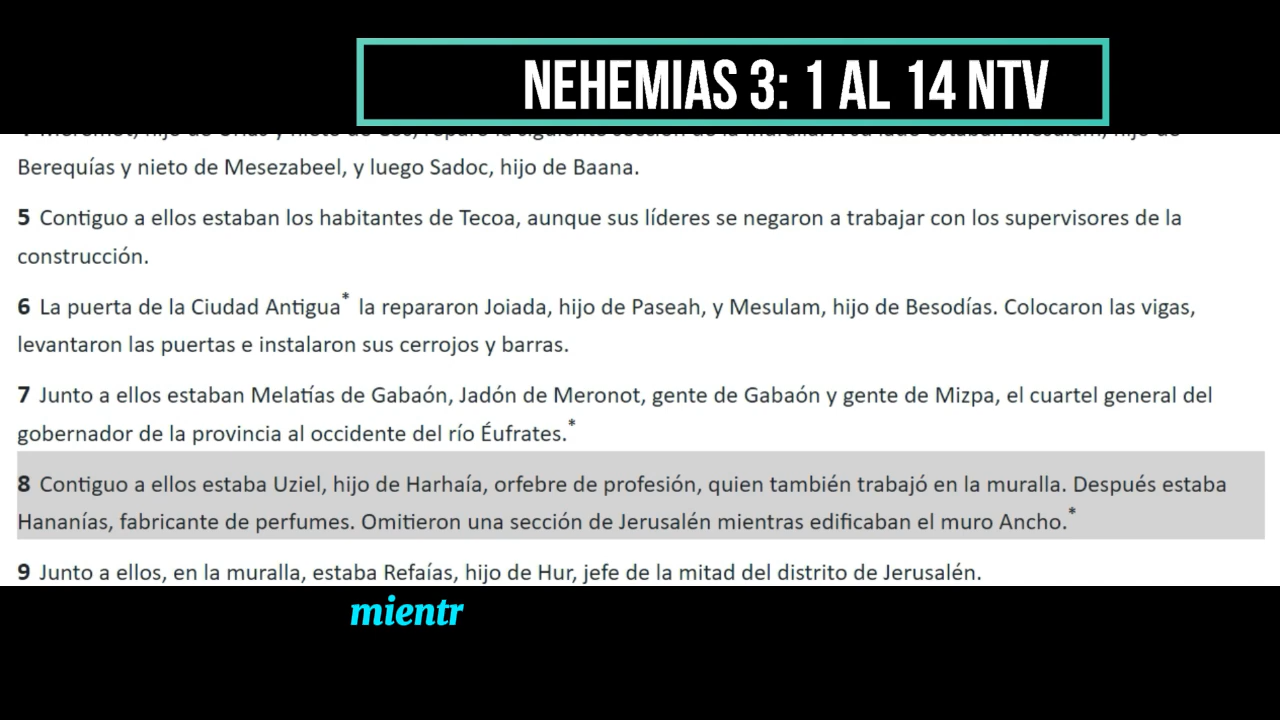 NEHEMIAS 3: 1 AL 14 NTV
Berequías y nieto de Mesezabeel, y luego Sadoc, hijo de Baana.
5 Contiguo a ellos estaban los habitantes de Tecoa, aunque sus líderes se negaron a trabajar con los supervisores de la
construcción.
6 La puerta de la Ciudad Antigua* la repararon Joiada, hijo de Paseah, y Mesulam, hijo de Besodías. Colocaron las vigas,
levantaron las puertas e instalaron sus cerrojos y barras.
7 Junto a ellos estaban Melatías de Gabaón, Jadón de Meronot, gente de Gabaón y gente de Mizpa, el cuartel general del
gobernador de la provincia al occidente del río Éufrates.*
8 Contiguo a ellos estaba Uziel, hijo de Harhaía, orfebre de profesión, quien también trabajó en la muralla. Después estaba
Hananías, fabricante de perfumes. Omitieron una sección de Jerusalén mientras edificaban el muro Ancho.*
9 Junto a ellos, en la muralla, estaba Refaías, hijo de Hur, jefe de la mitad del distrito de Jerusalén.
mientr